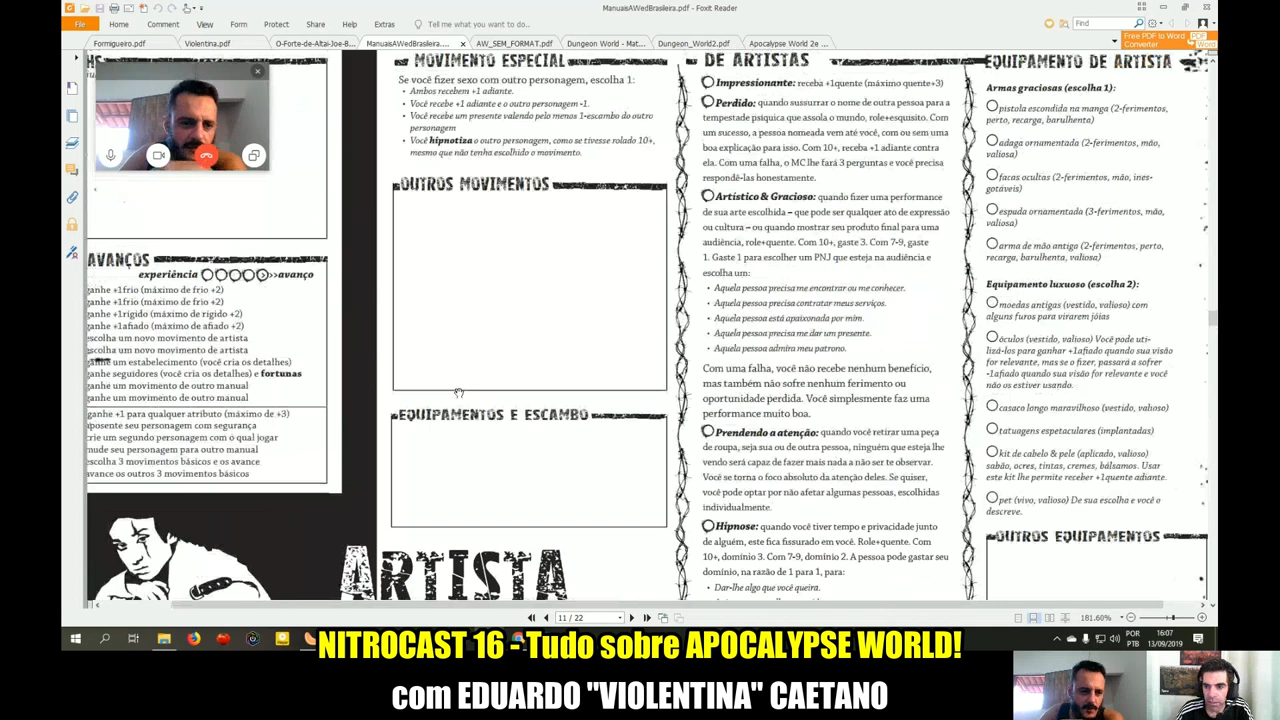 ManuaisAWedBrasileira.pdf - Foxit Reader
File
Home
Comment
View
Form
Protect
Share
Help
Extras
Tell me what you want to do...
Find
Formigueiro.pdf
Violentina.pdf
O-Forte-de-Altai-Joe-B...
ManuaisAWedBrasileira....
AW_SEM_FORMAT.pdf
Dungeon World - Mat...
Dungeon_World2.pdf
Apocalypse World 2e ...
Free PDF to Word
Converter
PDF
Word
AVANÇOS
experiência >>avanço
ganhe +1frio (máximo de frio +2)
ganhe +1frio (máximo de frio +2)
ganhe +1rígido (máximo de rígido +2)
ganhe +1afiado (máximo de afiado +2)
escolha um novo movimento de artista
escolha um novo movimento de artista
ganhe um estabelecimento (você cria os detalhes)
ganhe seguidores (você cria os detalhes) e fortunas
ganhe um movimento de outro manual
ganhe um movimento de outro manual
ganhe +1 para qualquer atributo (máximo de +3)
aposente seu personagem com segurança
crie um segundo personagem com o qual jogar
mude seu personagem para outro manual
escolha 3 movimentos básicos e os avance
avance os outros 3 movimentos básicos
MOVIMENTO ESPECIAL
Se você fizer sexo com outro personagem, escolha 1:
• Ambos recebem +1 adiante.
• Você recebe +1 adiante e o outro personagem -1.
• Você recebe um presente valendo pelo menos 1-escambo do outro
personagem
• Você hipnotiza o outro personagem, como se tivesse rolado 10+,
mesmo que não tenha escolhido o movimento.
OUTROS MOVIMENTOS
EQUIPAMENTOS E ESCAMBO
ARTISTA
DE ARTISTAS
Impressionante: receba +1quente (máximo quente+3)
Perdido: quando sussurrar o nome de outra pessoa para a
tempestade psíquica que assola o mundo, role+esquisito. Com
um sucesso, a pessoa nomeada vem até você, com ou sem uma
boa explicação para isso. Com 10+, receba +1 adiante contra
ela. Com uma falha, o MC lhe fará 3 perguntas e você precisa
respondê-las honestamente.
Artístico & Gracioso: quando fizer uma performance
de sua arte escolhida – que pode ser qualquer ato de expressão
ou cultura – ou quando mostrar seu produto final para uma
audiência, role+quente. Com 10+, gaste 3. Com 7-9, gaste
1. Gaste 1 para escolher um PNJ que esteja na audiência e
escolha um:
• Aquela pessoa precisa me encontrar ou me conhecer.
• Aquela pessoa precisa contratar meus serviços.
• Aquela pessoa está apaixonada por mim.
• Aquela pessoa precisa me dar um presente.
• Aquela pessoa admira meu patrono.
Com uma falha, você não recebe nenhum benefício,
mas também não sofre nenhum ferimento ou
oportunidade perdida. Você simplesmente faz uma
performance muito boa.
Prendendo a atenção: quando você retirar uma peça
de roupa, seja sua ou de outra pessoa, ninguém que esteja lhe
vendo será capaz de fazer mais nada a não ser te observar.
Você se torna o foco absoluto da atenção deles. Se quiser,
você pode optar por não afetar algumas pessoas, escolhidas
individualmente.
Hipnose: quando você tiver tempo e privacidade junto
de alguém, este fica fissurado em você. Role+quente. Com
10+, domínio 3. Com 7-9, domínio 2. A pessoa pode gastar seu
domínio, na razão de 1 para 1, para:
• Dar-lhe algo que você queira.
EQUIPAMENTO DE ARTISTA
Armas graciosas (escolha 1):
pistola escondida na manga (2-ferimentos,
perto, recarga, barulhenta)
adaga ornamentada (2-ferimentos, mão,
valiosa)
facas ocultas (2-ferimentos, mão, ines-
gotáveis)
espada ornamentada (3-ferimentos, mão,
valiosa)
arma de mão antiga (2-ferimentos, perto,
recarga, barulhenta, valiosa)
Equipamento luxuoso (escolha 2):
moedas antigas (vestido, valioso) com
alguns furos para virarem jóias
óculos (vestido, valioso) Você pode uti-
lizá-los para ganhar +1afiado quando sua visão
for relevante, mas se o fizer, passará a sofrer
-1afiado quando sua visão for relevante e você
não os estiver usando.
casaco longo maravilhoso (vestido, valioso)
tatuagens espetaculares (implantadas)
kit de cabelo & pele (aplicado, valioso)
sabão, ocres, tintas, cremes, bálsamos. Usar
este kit lhe permite receber +1quente adiante.
pet (vivo, valioso) De sua escolha e você o
descreve.
OUTROS EQUIPAMENTOS
11 / 22
181.60%
POR
PTB
16:07
13/09/2019
NITROCAST 16 - Tudo sobre APOCALYPSE WORLD!
com EDUARDO "VIOLENTINA" CAETANO